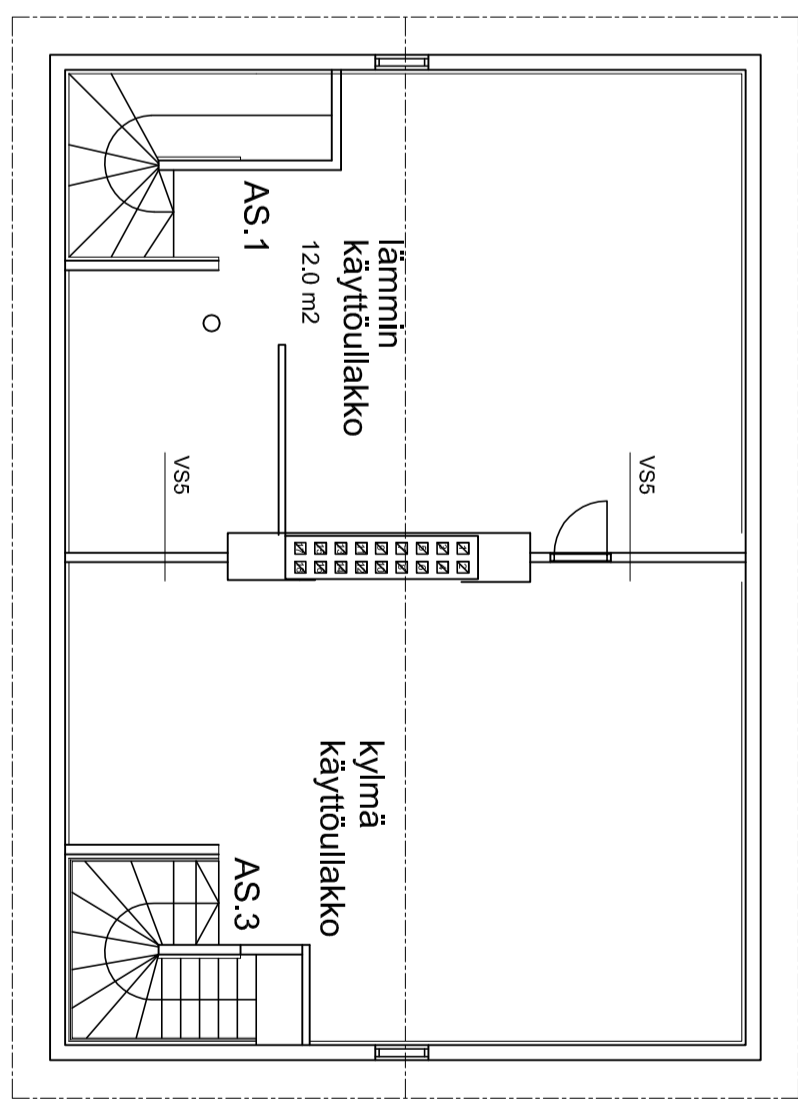 AS.1
lämmin
käyttöullakko
12.0 m2
VS5
VS5
kylmä
käyttöullakko
AS.3